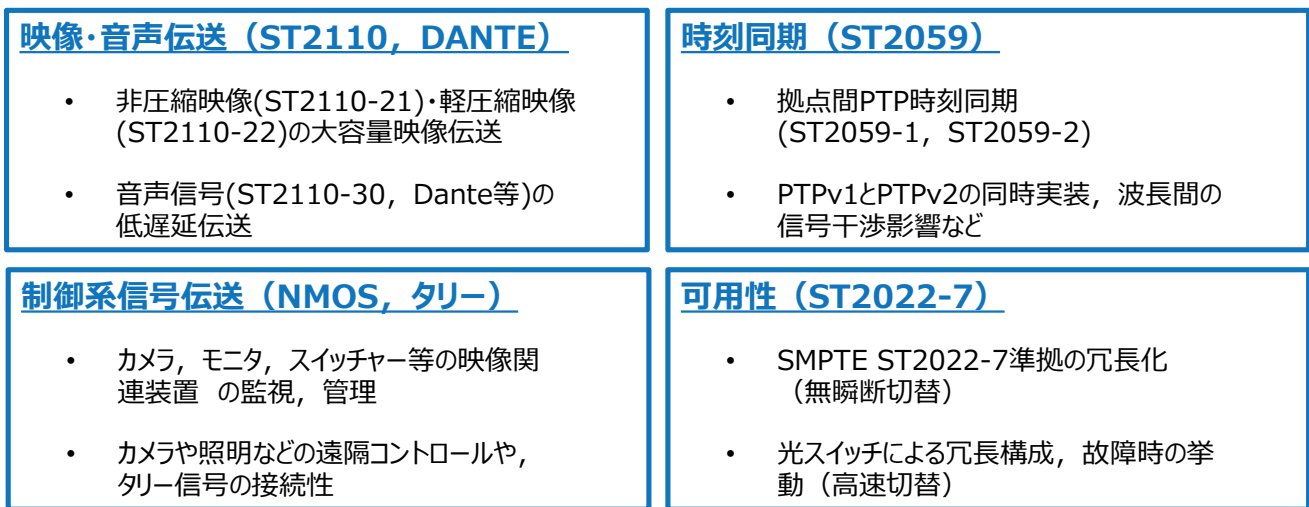 映像・音声伝送（ST2110，DANTE）
• 非圧縮映像(ST2110-21)・軽圧縮映像
(ST2110-22)の大容量映像伝送
• 音声信号(ST2110-30，Dante等)の
低遅延伝送
時刻同期（ST2059）
• 拠点間PTP時刻同期
(ST2059-1，ST2059-2)
• PTPv1とPTPv2の同時実装，波長間の
信号干渉影響など
制御系信号伝送（NMOS，タリー）
• カメラ，モニタ，スイッチャー等の映像関
連装置 の監視，管理
• カメラや照明などの遠隔コントロールや，
タリー信号の接続性
可用性（ST2022-7）
• SMPTE ST2022-7準拠の冗長化
（無瞬断切替）
• 光スイッチによる冗長構成，故障時の挙
動（高速切替）